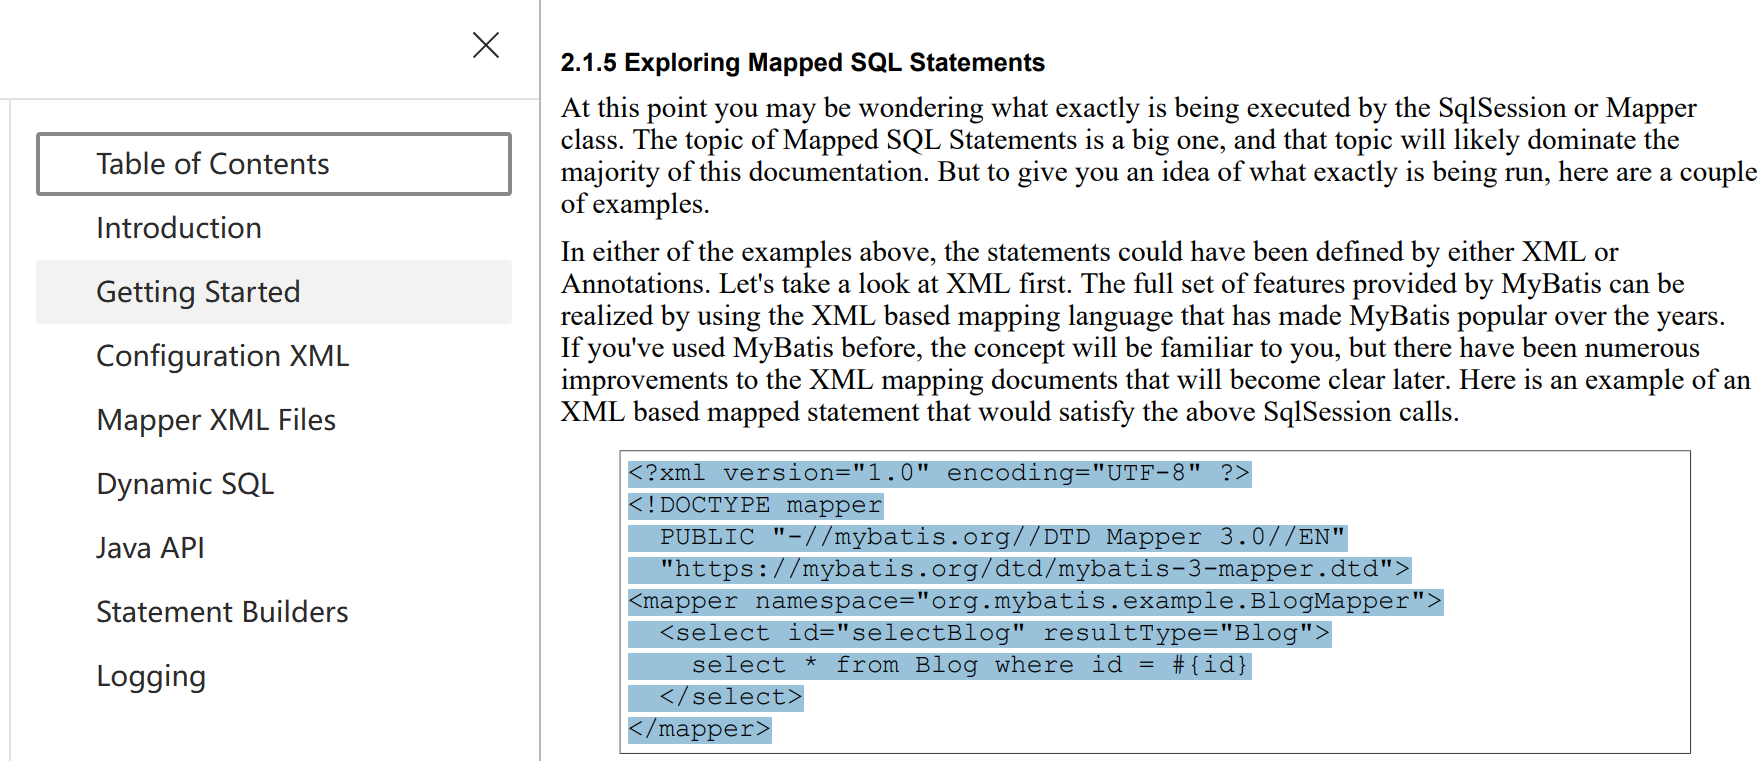 Table of Contents
Introduction
Getting Started
Configuration XML
Mapper XML Files
Dynamic SQL
Java API
Statement Builders
Logging
2.1.5 Exploring Mapped SQL Statements
At this point you may be wondering what exactly is being executed by the SqlSession or Mapper
class. The topic of Mapped SQL Statements is a big one, and that topic will likely dominate the
majority of this documentation. But to give you an idea of what exactly is being run, here are a couple
of examples.
In either of the examples above, the statements could have been defined by either XML or
Annotations. Let's take a look at XML first. The full set of features provided by MyBatis can be
realized by using the XML based mapping language that has made MyBatis popular over the years.
If you've used MyBatis before, the concept will be familiar to you, but there have been numerous
improvements to the XML mapping documents that will become clear later. Here is an example of an
XML based mapped statement that would satisfy the above SqlSession calls.
<?xml version="1.0" encoding="UTF-8" ?>
<!DOCTYPE mapper
  PUBLIC "-//mybatis.org//DTD Mapper 3.0//EN"
  "https://mybatis.org/dtd/mybatis-3-mapper.dtd">
<mapper namespace="org.mybatis.example.BlogMapper">
  <select id="selectBlog" resultType="Blog">
    select * from Blog where id = #{id}
  </select>
</mapper>